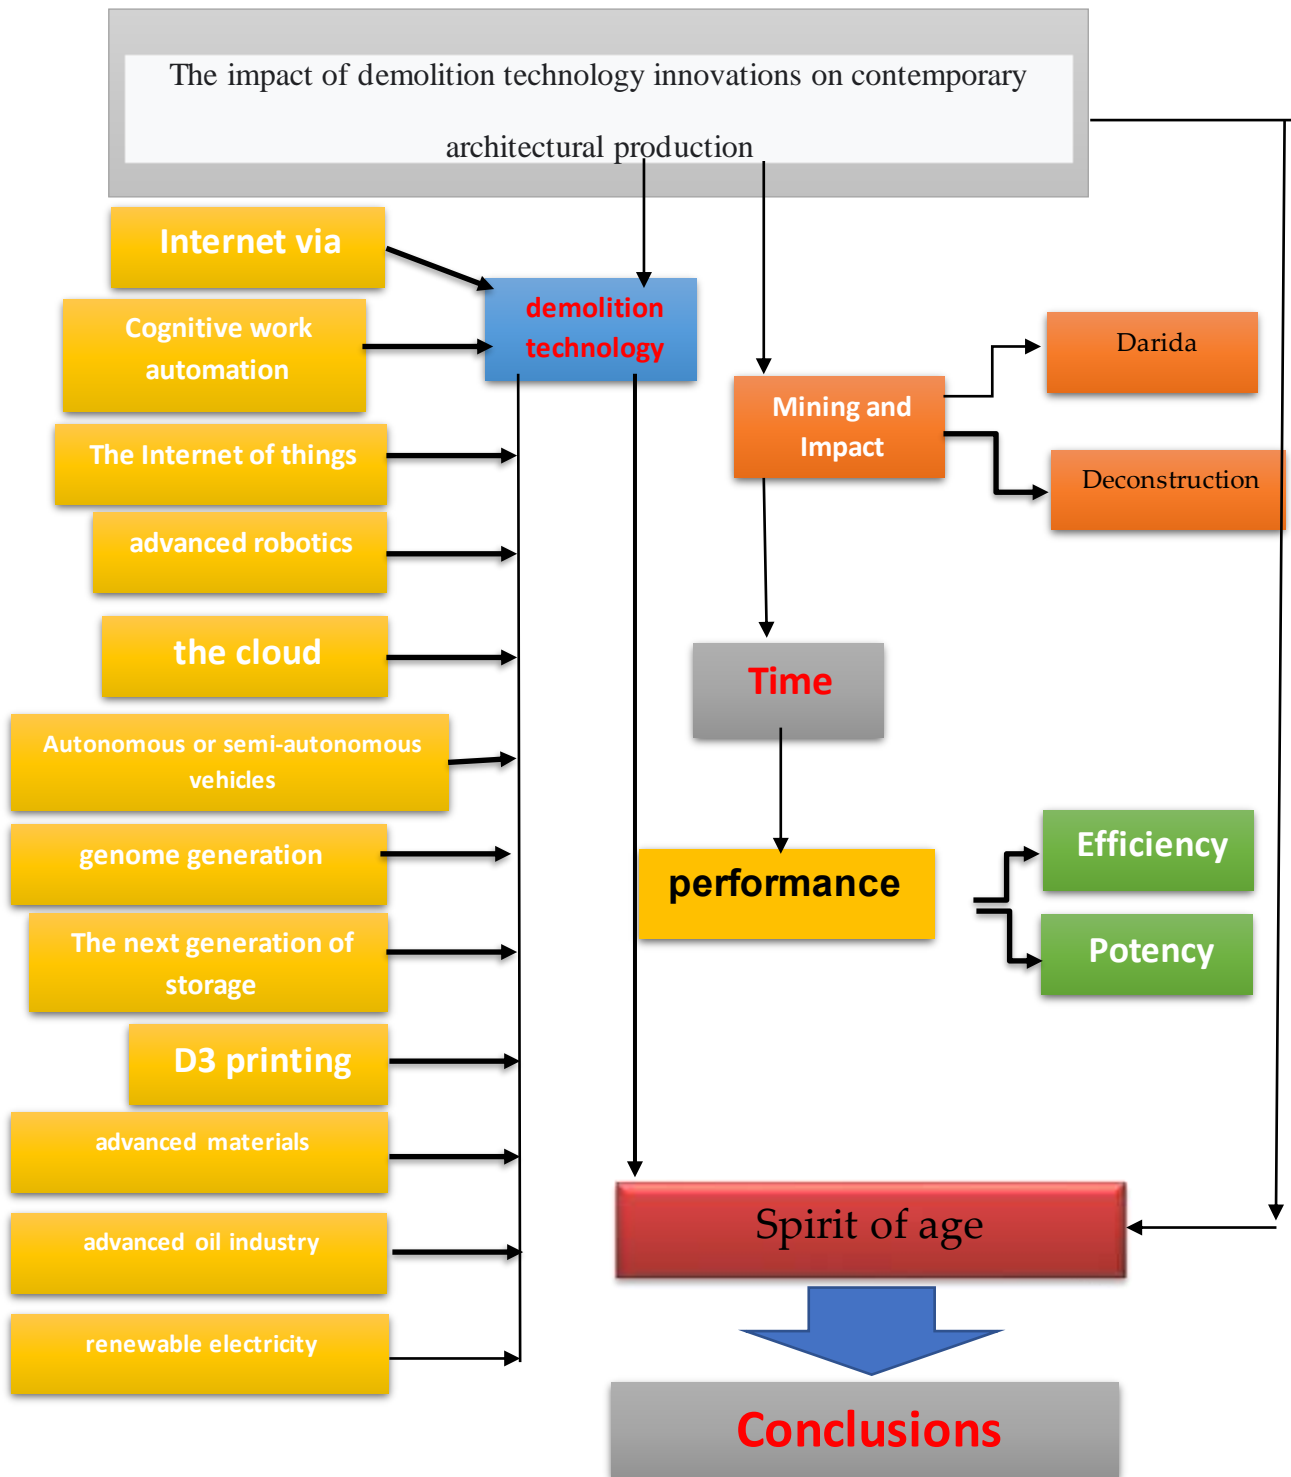 The impact of demolition technology innovations on contemporary
architectural production
Internet via
demolition
technology
Cognitive work
automation
Darida
Mining and
Impact
The Internet of things
Deconstruction
advanced robotics
the cloud
Time
Autonomous or semi-autonomous
vehicles
genome generation
Efficiency
performance
The next generation of
storage
Potency
D3 printing
advanced materials
advanced oil industry
Spirit of age
renewable electricity
Conclusions